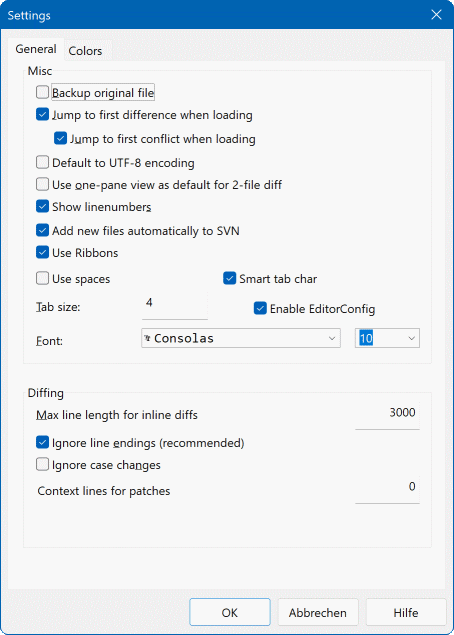 Settings
General Colors
Misc
Backup original file
Jump to first difference when loading
Jump to first conflict when loading
Default to UTF-8 encoding
Use one-pane view as default for 2-file diff
Show linenumbers
Add new files automatically to SVN
Use Ribbons
Use spaces Smart tab char
Tab size: 4 Enable EditorConfig
Font: Consolas 10
Diffing
Max line length for inline diffs 3000
Ignore line endings (recommended)
Ignore case changes
Context lines for patches 0
OK Abbrechen Hilfe